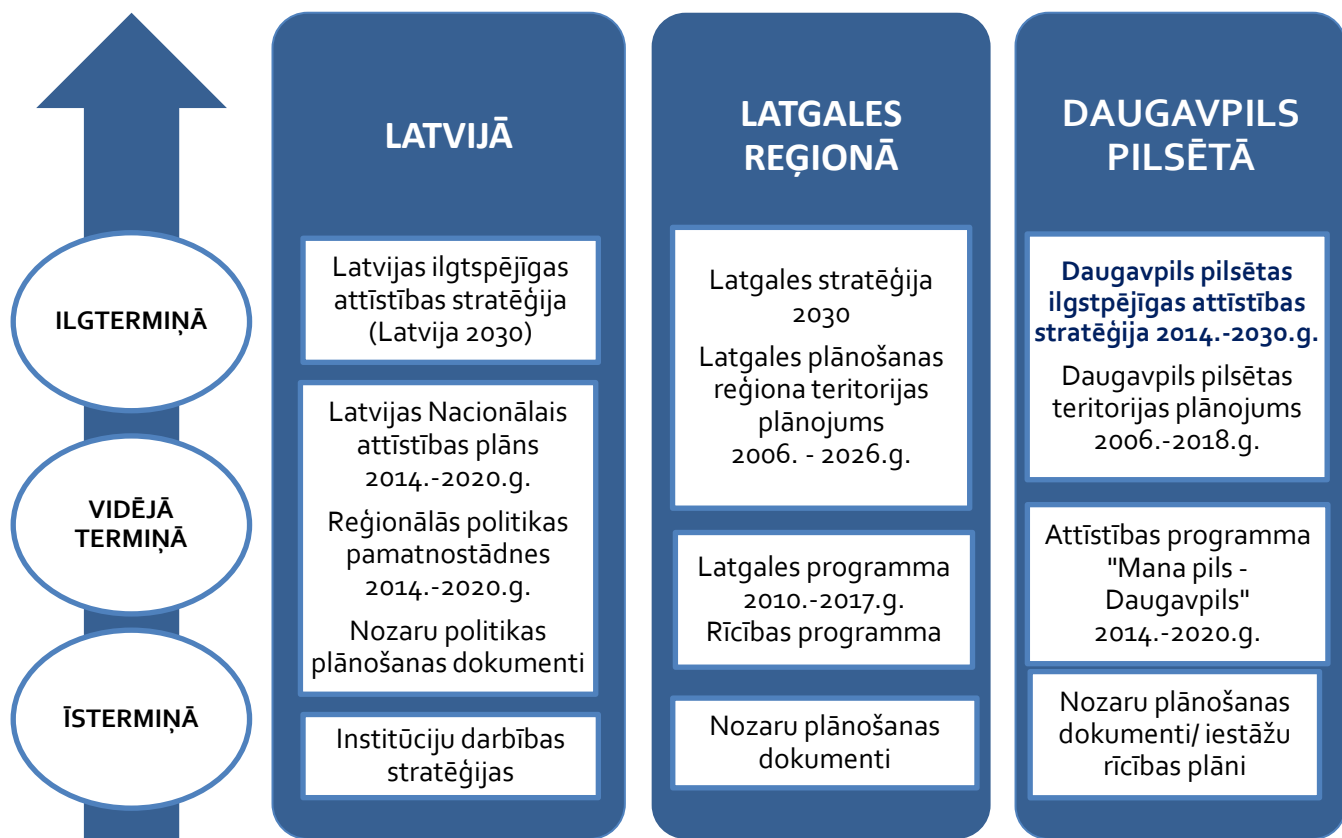 ILGTERMIŅĀ
VIDĒJĀ
TERMIŅĀ
ĪSTERMIŅĀ
LATVIJĀ
Latvijas ilgtspējīgas
attīstības stratēģija
(Latvija 2030)
Latvijas Nacionālais
attīstības plāns
2014.-2020.g.
Reģionālās politikas
pamatnostādnes
2014.-2020.g.
Nozaru politikas
plānošanas dokumenti
Institūciju darbības
stratēģijas
LATGALES
REĢIONĀ
Latgales stratēģija
2030
Latgales plānošanas
reģiona teritorijas
plānojums
2006. - 2026.g.
Latgales programma
2010.-2017.g.
Rīcības programma
Nozaru plānošanas
dokumenti
DAUGAVPILS
PILSĒTĀ
Daugavpils pilsētas
ilgstpējīgas attīstības
stratēģija 2014.-2030.g.
Daugavpils pilsētas
teritorijas plānojums
2006.-2018.g.
Attīstības programma
"Mana pils -
Daugavpils"
2014.-2020.g.
Nozaru plānošanas
dokumenti/ iestāžu
rīcības plāni